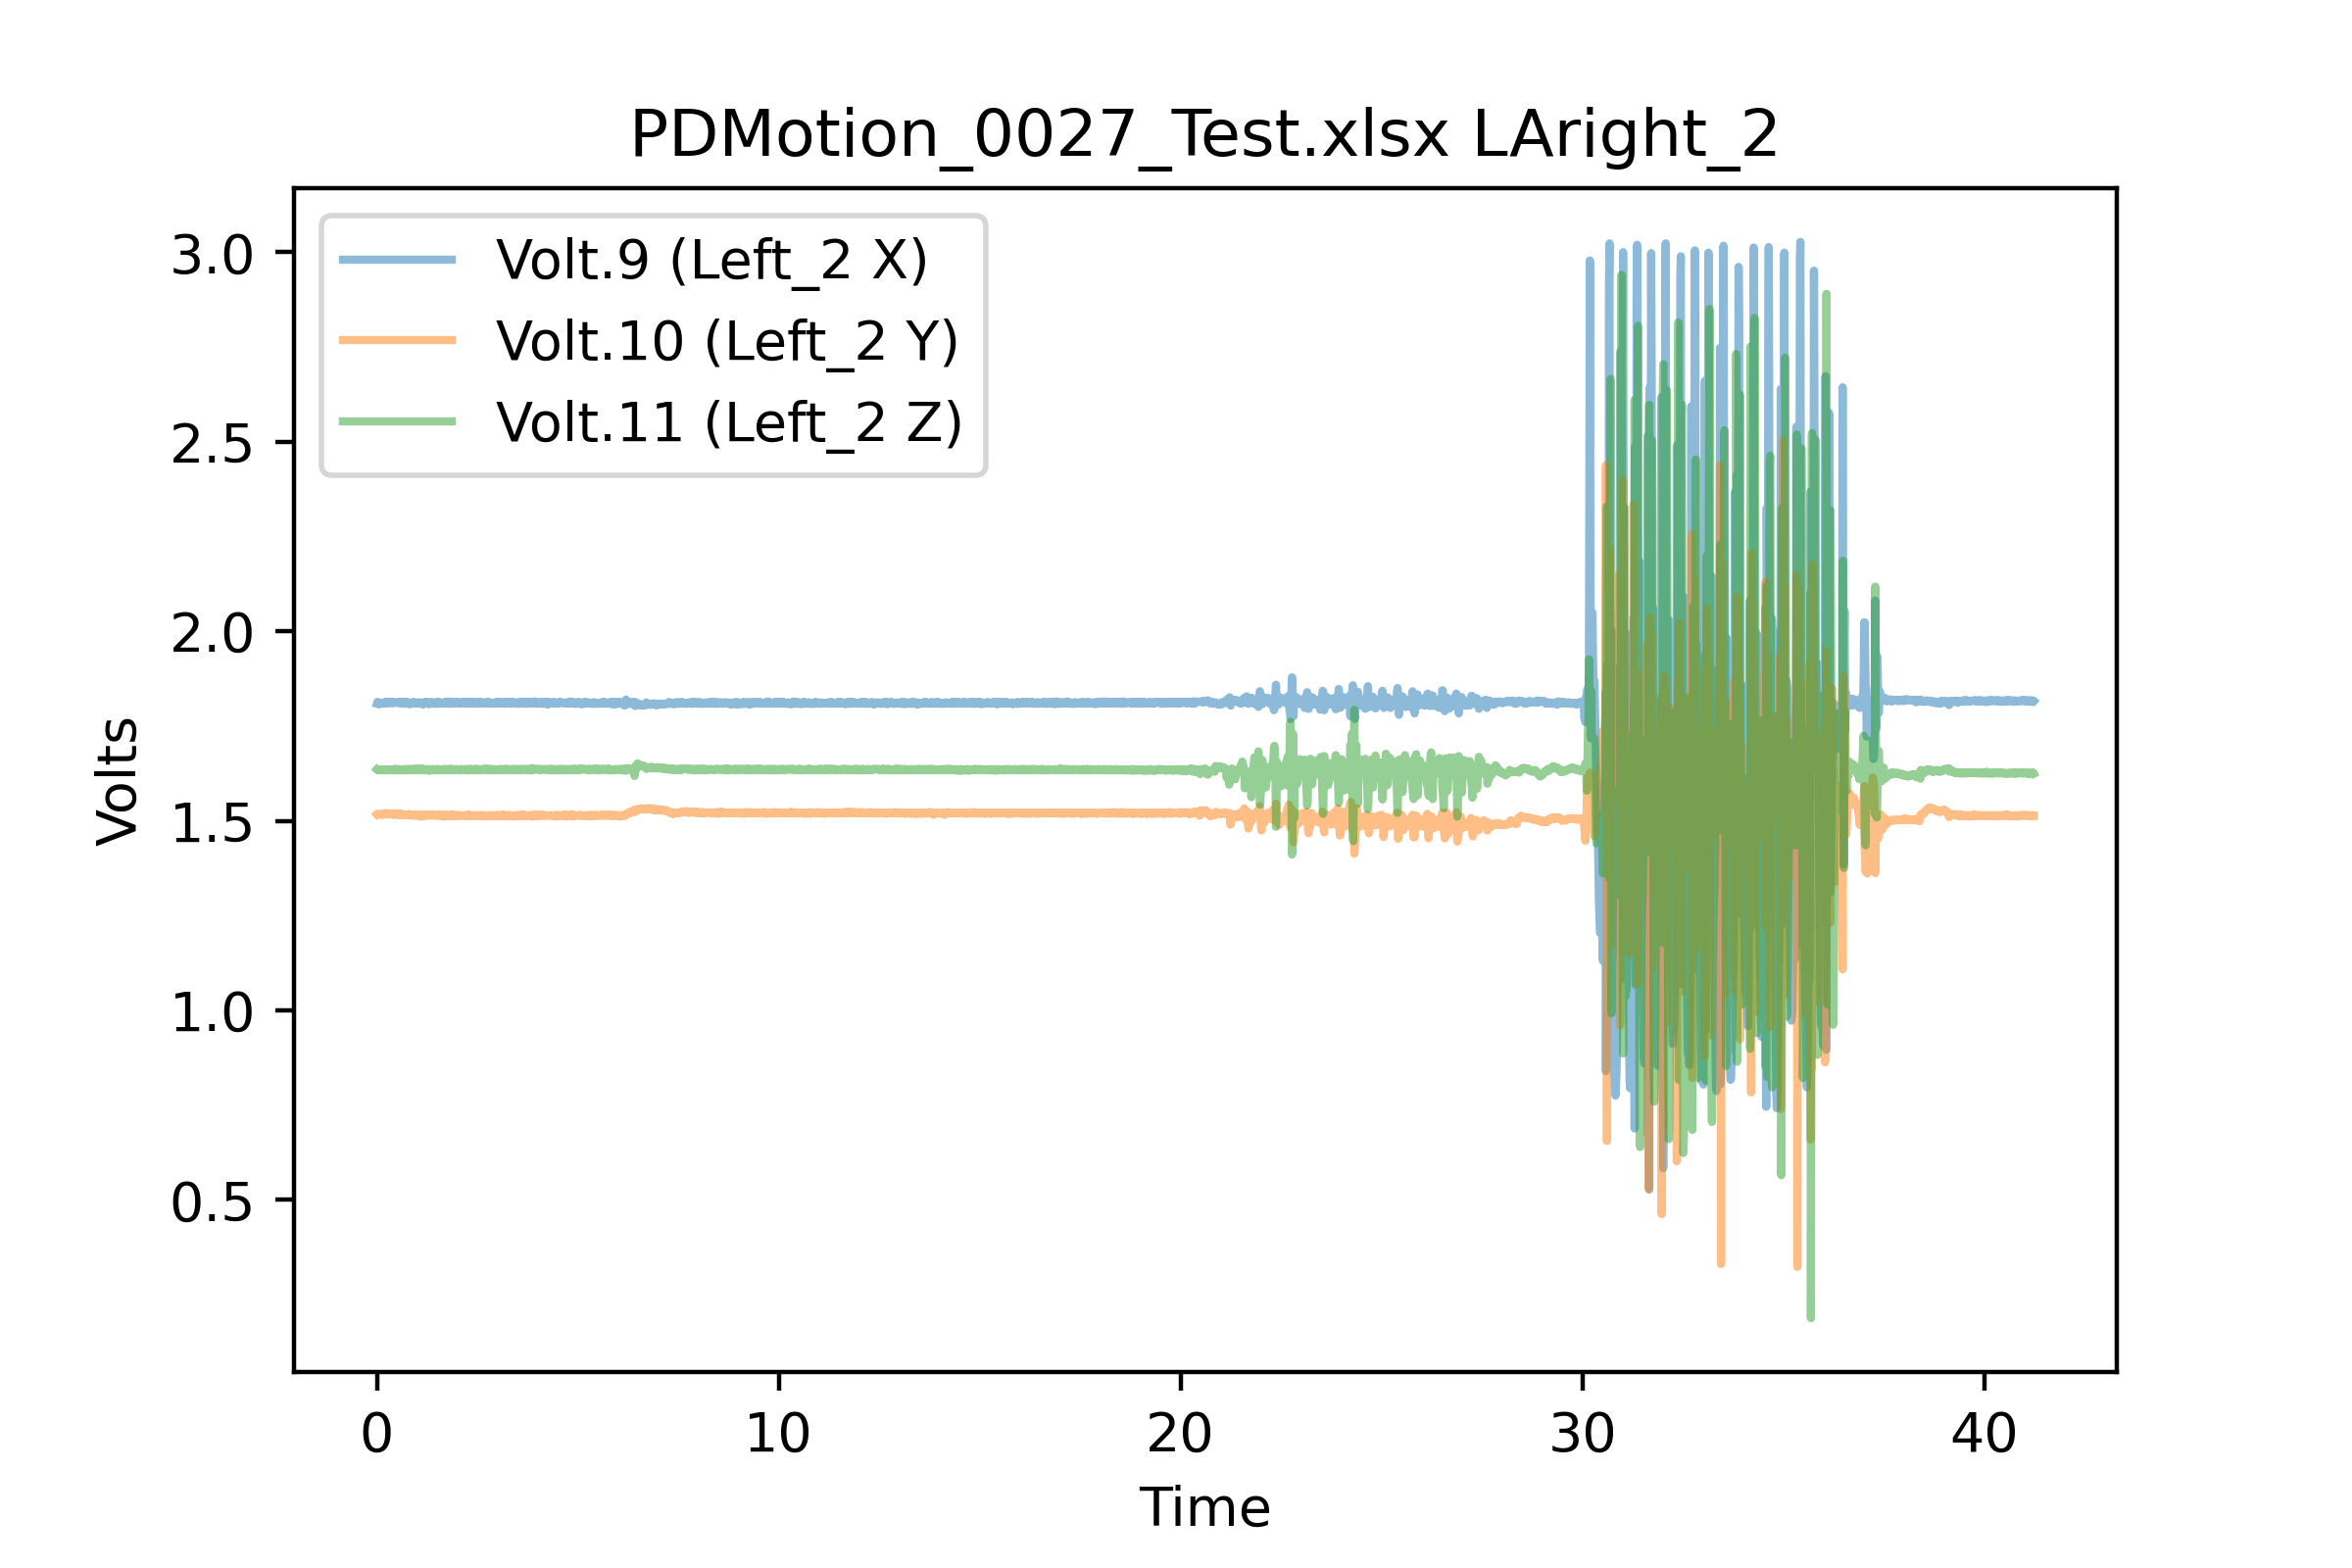 PDMotion_0027_Test.xlsx LAright_2
Volt.9 (Left_2 X)
Volt.10 (Left_2 Y)
Volt.11 (Left_2 Z)
3.0
2.5
2.0
1.5
1.0
0.5
Volts
0 10 20 30 40
Time